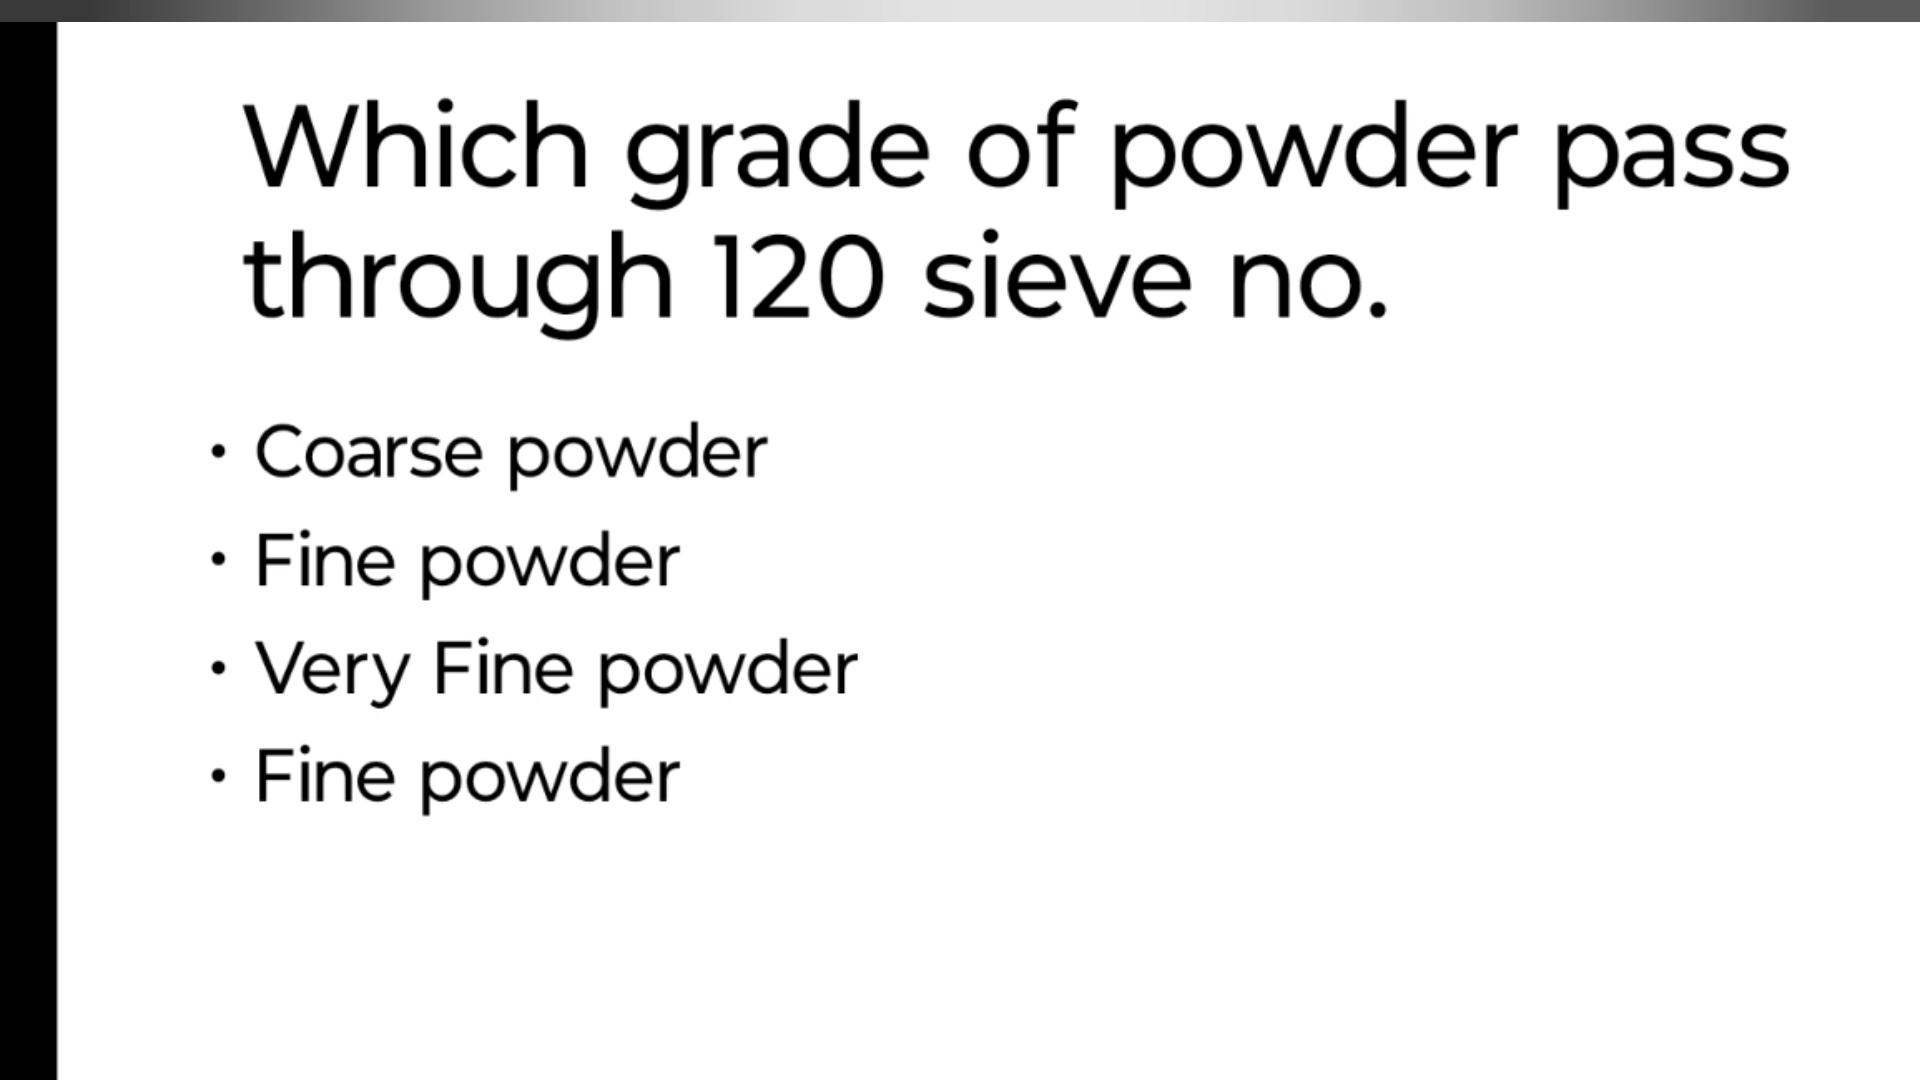 Which grade of powder pass
through 120 sieve no.
• Coarse powder
• Fine powder
• Very Fine powder
• Fine powder